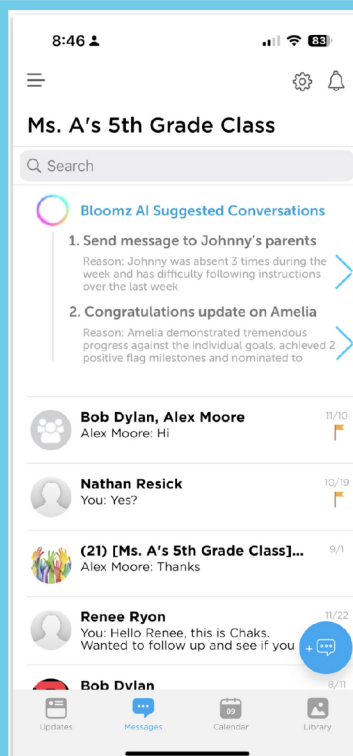 8:46
83
Ms. A's 5th Grade Class
Search
Bloomz AI Suggested Conversations
1. Send message to Johnny's parents
Reason: Johnny was absent 3 times during the
week and has difficulty following instructions
over the last week
2. Congratulations update on Amelia
Reason: Amelia demonstrated tremendous
progress against the individual goals, achieved 2
positive flag milestones and nominated to
Bob Dylan, Alex Moore 11/10
Alex Moore: Hi
Nathan Resick 10/19
You: Yes?
(21) [Ms. A's 5th Grade Class]... 9/1
Alex Moore: Thanks
Renee Ryon 11/22
You: Hello Renee, this is Chaks.
Wanted to follow up and see if you
Bob Dylan 8/11
09
Updates Messages Calendar Library